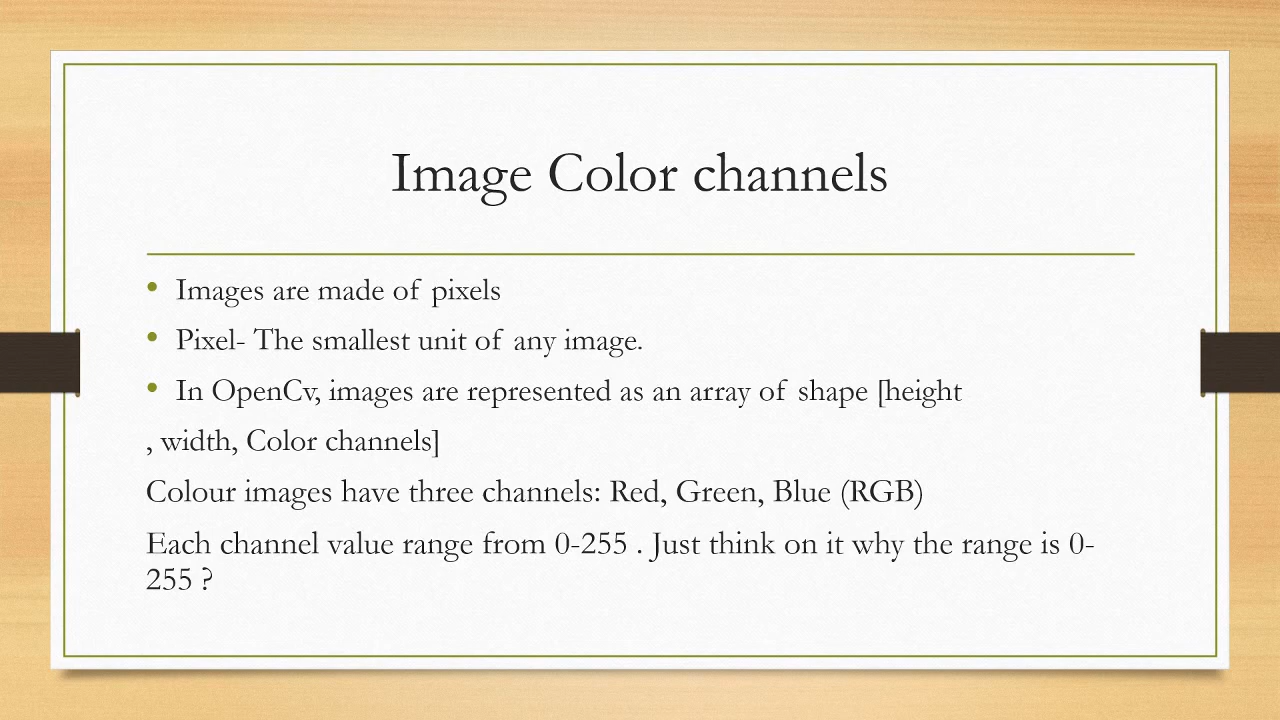 Image Color channels
• Images are made of pixels
• Pixel- The smallest unit of any image.
• In OpenCv, images are represented as an array of shape [height
, width, Color channels]
Colour images have three channels: Red, Green, Blue (RGB)
Each channel value range from 0-255 . Just think on it why the range is 0-
255 ?